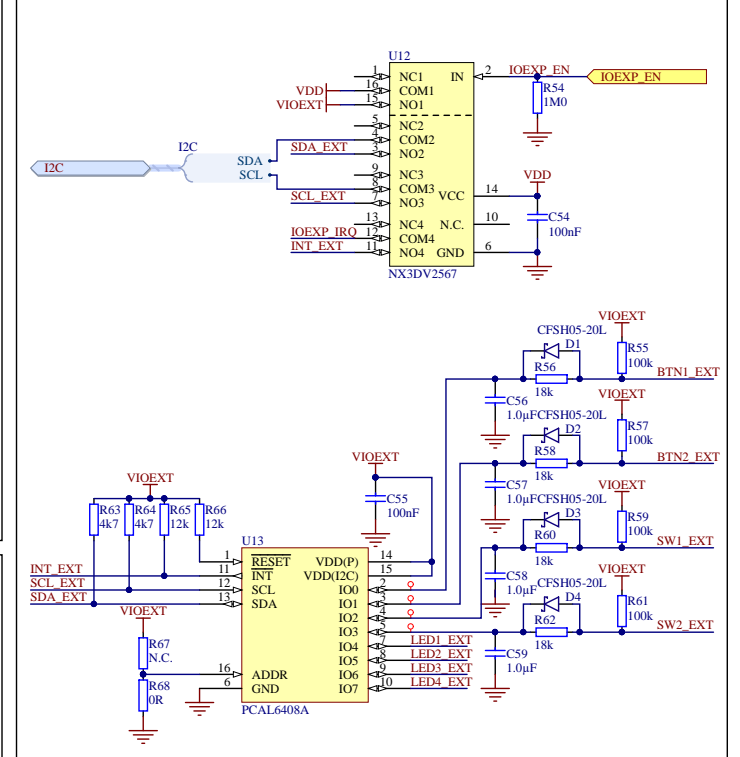 U12
1 NC1 IN 2 IOEXP_EN IOEXP_EN
VDD 16 COM1
VIOEXT 15 NO1
R54
1M0
5 NC2
4 COM2
SDA_EXT 3 NO2
I2C I2C SDA
SCL
9 NC3
8 COM3
SCL_EXT 7 NO3
VCC 14 VDD
13 NC4 N.C. 10
C54
100nF
IOEXP_IRQ 12 COM4
INT_EXT 11 NO4 GND 6
NX3DV2567
VIOEXT
CFSH05-20L
D1
R55
100k
R56
18k
BTN1_EXT
C56
1.0µF
VIOEXT
CFSH05-20L
D2
R57
100k
R58
18k
BTN2_EXT
C57
1.0µF
VIOEXT
CFSH05-20L
D3
R59
100k
R60
18k
SW1_EXT
C58
1.0µF
VIOEXT
CFSH05-20L
D4
R61
100k
R62
18k
SW2_EXT
C59
1.0µF
VIOEXT
C55
100nF
VIOEXT
R63
4k7
R64
4k7
R65
12k
R66
12k
U13
1 RESET VDD(P) 14
INT_EXT 11 INT VDD(I2C) 15
SCL_EXT 12 SCL IO0 2
SDA_EXT 13 SDA IO1 3
IO2 4
IO3 5
IO4 7 LED1_EXT
IO5 8 LED2_EXT
16 ADDR IO6 9 LED3_EXT
6 GND IO7 10 LED4_EXT
PCAL6408A
VIOEXT
R67
N.C.
R68
0R